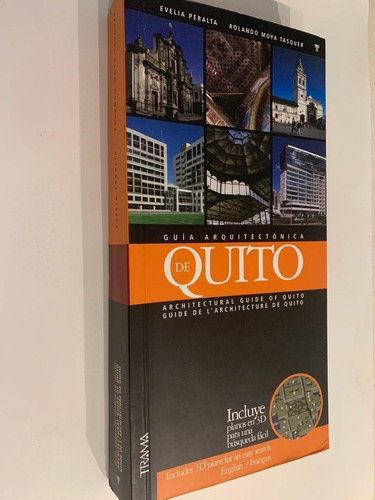 EVELIA PERALTA ROLANDO MOYA TASQUER
GUÍA ARQUITECTÓNICA
DE QUITO
ARCHITECTURAL GUIDE OF QUITO
GUIDE DE L'ARCHITECTURE DE QUITO
Incluye
planos en 3D
para una
búsqueda fácil
Includes 3D plans for an easy search
English / Français
TRAMA